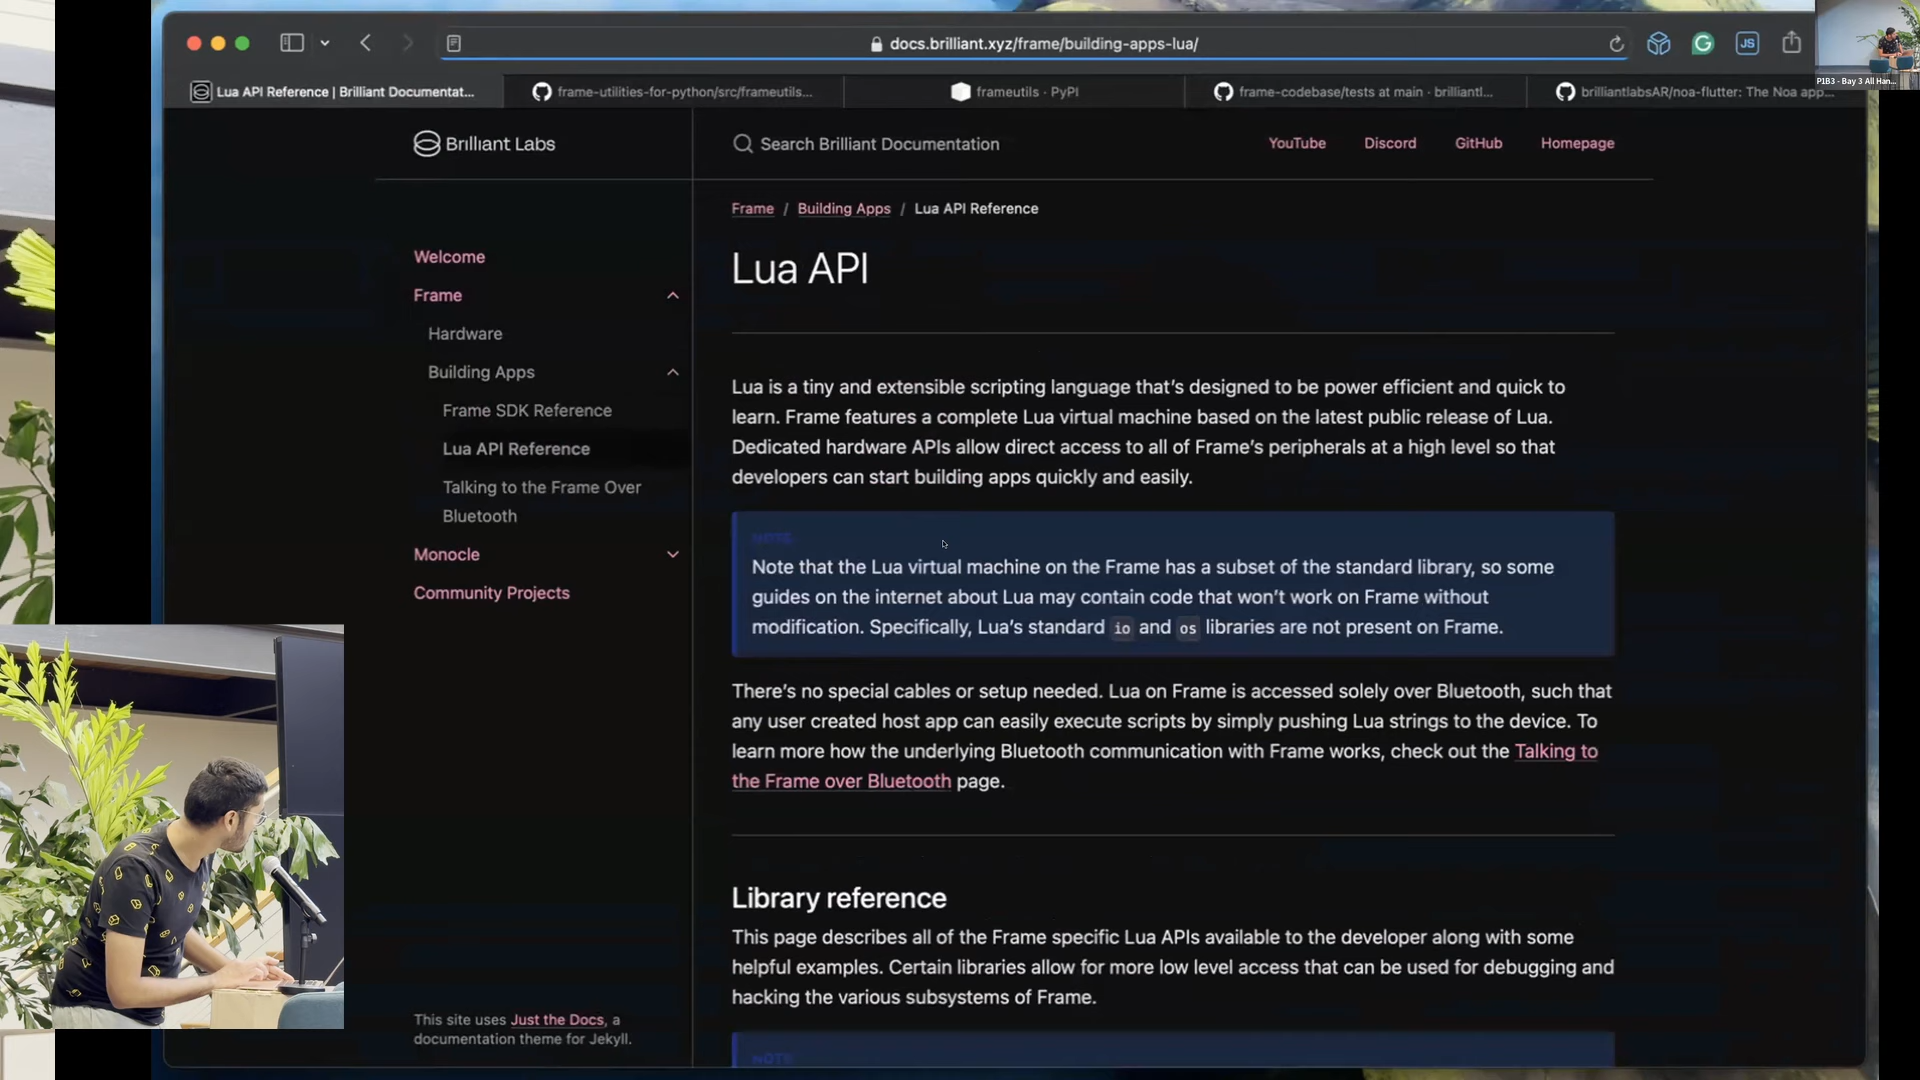 docs.brilliant.xyz/frame/building-apps-lua/
JS
P1B3 - Bay 3 All Han...
Lua API Reference | Brilliant Documentat...
frame-utilities-for-python/src/frameutils...
frameutils · PyPI
frame-codebase/tests at main · brilliantl...
brilliantlabsAR/noa-flutter: The Noa app...
Brilliant Labs
Search Brilliant Documentation
YouTube
Discord
GitHub
Homepage
Frame / Building Apps / Lua API Reference
Welcome
Frame
Hardware
Building Apps
Frame SDK Reference
Lua API Reference
Talking to the Frame Over
Bluetooth
Monocle
Community Projects
This site uses Just the Docs, a
documentation theme for Jekyll.
Lua API
Lua is a tiny and extensible scripting language that's designed to be power efficient and quick to
learn. Frame features a complete Lua virtual machine based on the latest public release of Lua.
Dedicated hardware APIs allow direct access to all of Frame's peripherals at a high level so that
developers can start building apps quickly and easily.
NOTE
Note that the Lua virtual machine on the Frame has a subset of the standard library, so some
guides on the internet about Lua may contain code that won't work on Frame without
modification. Specifically, Lua's standard io and os libraries are not present on Frame.
There's no special cables or setup needed. Lua on Frame is accessed solely over Bluetooth, such that
any user created host app can easily execute scripts by simply pushing Lua strings to the device. To
learn more how the underlying Bluetooth communication with Frame works, check out the Talking to
the Frame over Bluetooth page.
Library reference
This page describes all of the Frame specific Lua APIs available to the developer along with some
helpful examples. Certain libraries allow for more low level access that can be used for debugging and
hacking the various subsystems of Frame.
NOTE